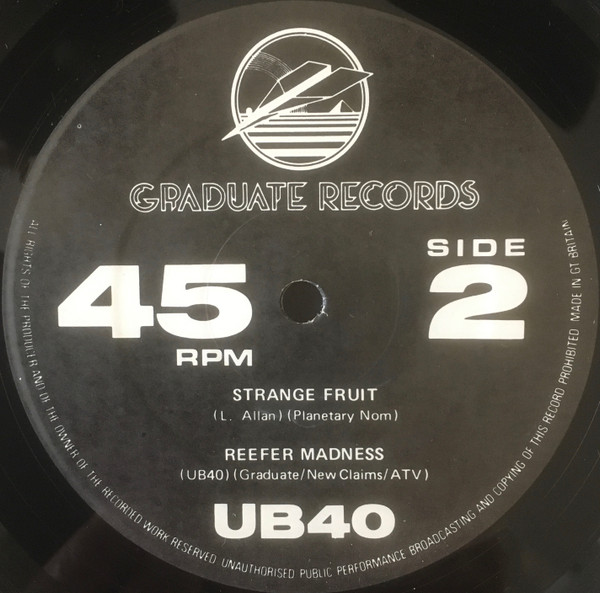 GRADUATE RECORDS
SIDE
45
2
RPM
STRANGE FRUIT
(L. Allan) (Planetary Nom)
REEFER MADNESS
(UB40) (Graduate/New Claims/ATV)
UB40
ALL RIGHTS OF THE PRODUCER AND OF THE OWNER OF THE RECORDED WORK RESERVED UNAUTHORISED PUBLIC PERFORMANCE BROADCASTING AND COPYING OF THIS RECORD PROHIBITED MADE IN GT BRITAIN